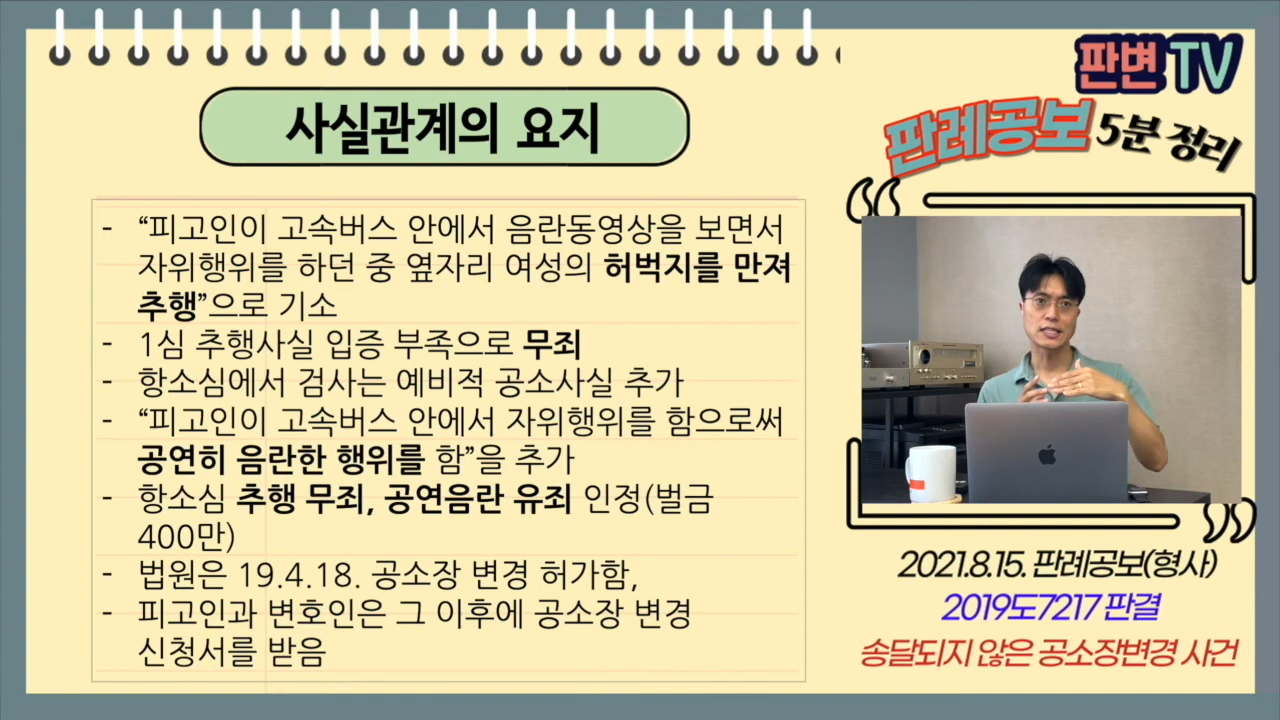 판변 TV
판례공보 5분 정리
사실관계의 요지
- “피고인이 고속버스 안에서 음란동영상을 보면서
자위행위를 하던 중 옆자리 여성의 허벅지를 만져
추행”으로 기소
- 1심 추행사실 입증 부족으로 무죄
- 항소심에서 검사는 예비적 공소사실 추가
- “피고인이 고속버스 안에서 자위행위를 함으로써
공연히 음란한 행위를 함”을 추가
- 항소심 추행 무죄, 공연음란 유죄 인정(벌금
400만)
- 법원은 19.4.18. 공소장 변경 허가함,
- 피고인과 변호인은 그 이후에 공소장 변경
신청서를 받음
2021.8.15. 판례공보(형사)
2019도7217 판결
송달되지 않은 공소장변경 사건